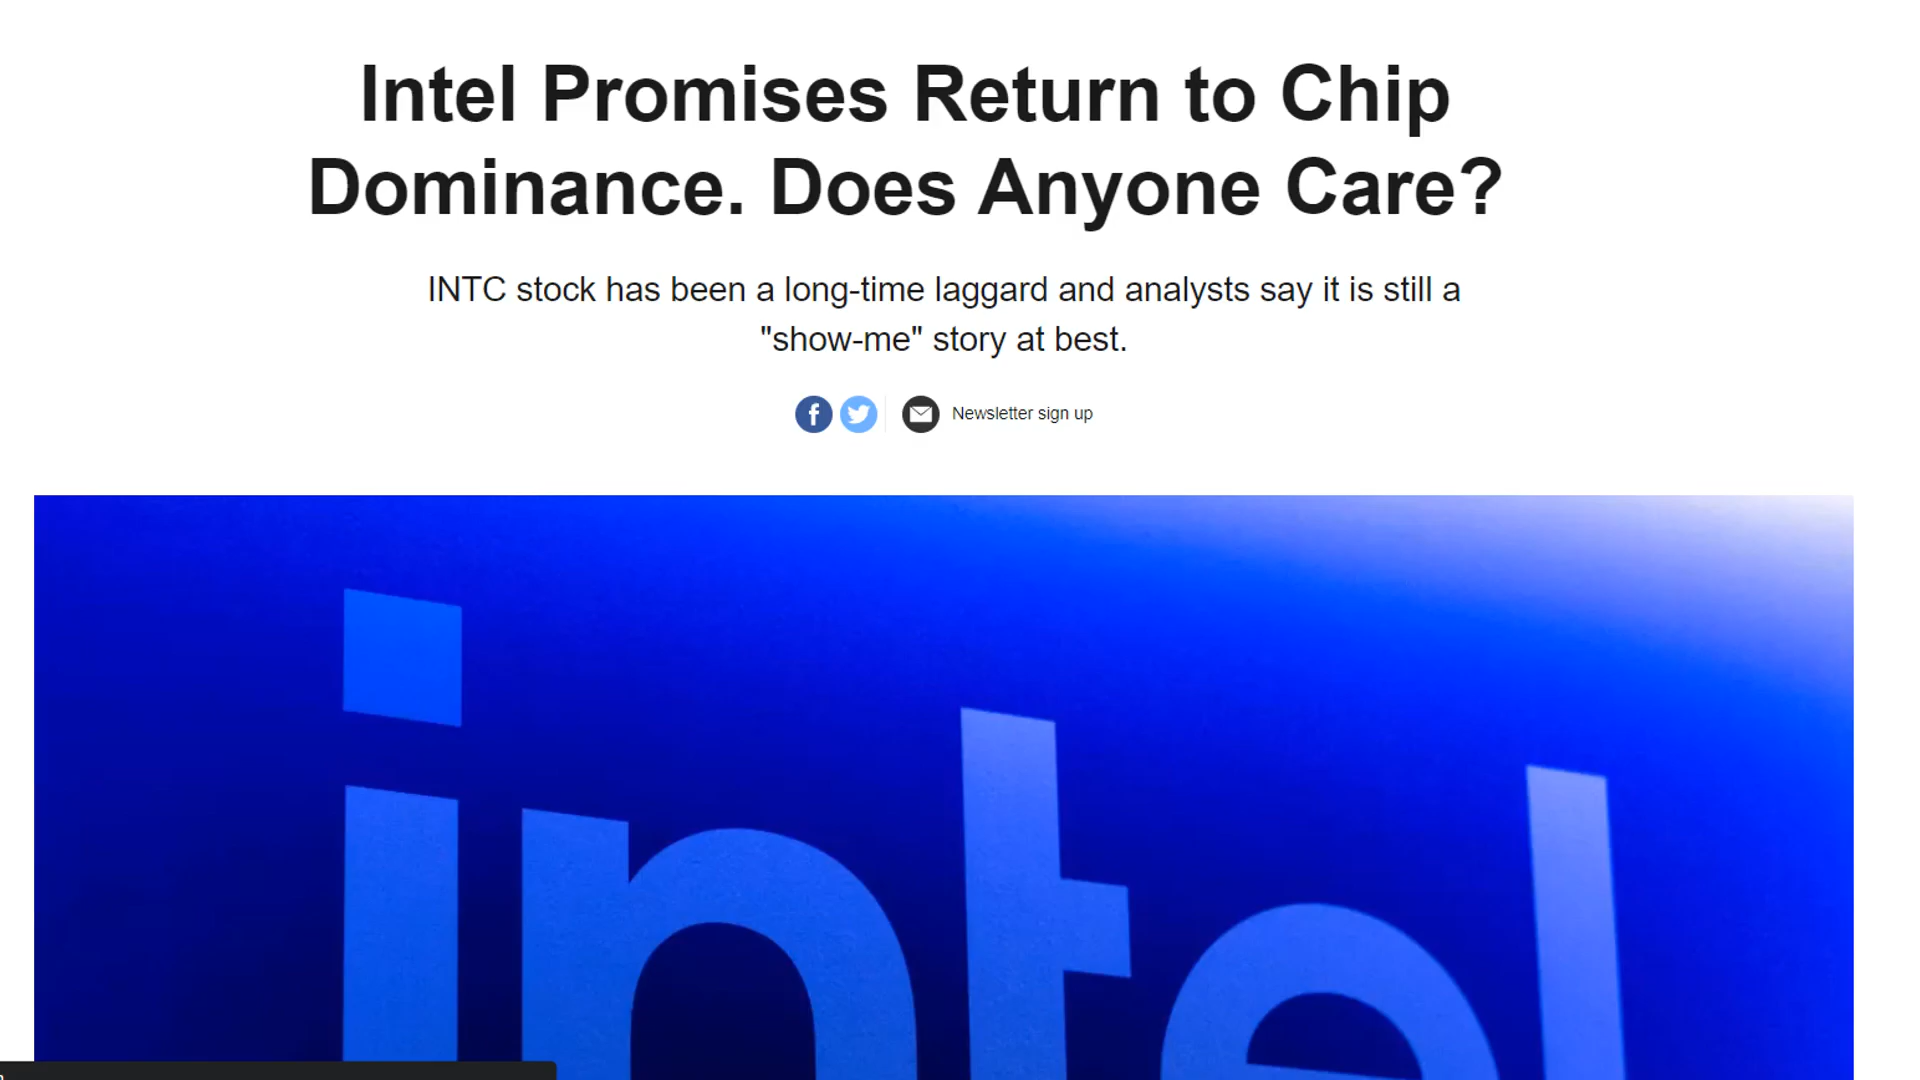 Intel Promises Return to Chip
Dominance. Does Anyone Care?
INTC stock has been a long-time laggard and analysts say it is still a
"show-me" story at best.
Newsletter sign up
intel